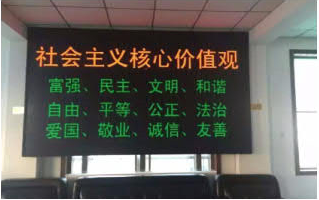 社会主义核心价值观
富强、民主、文明、和谐
自由、平等、公正、法治
爱国、敬业、诚信、友善